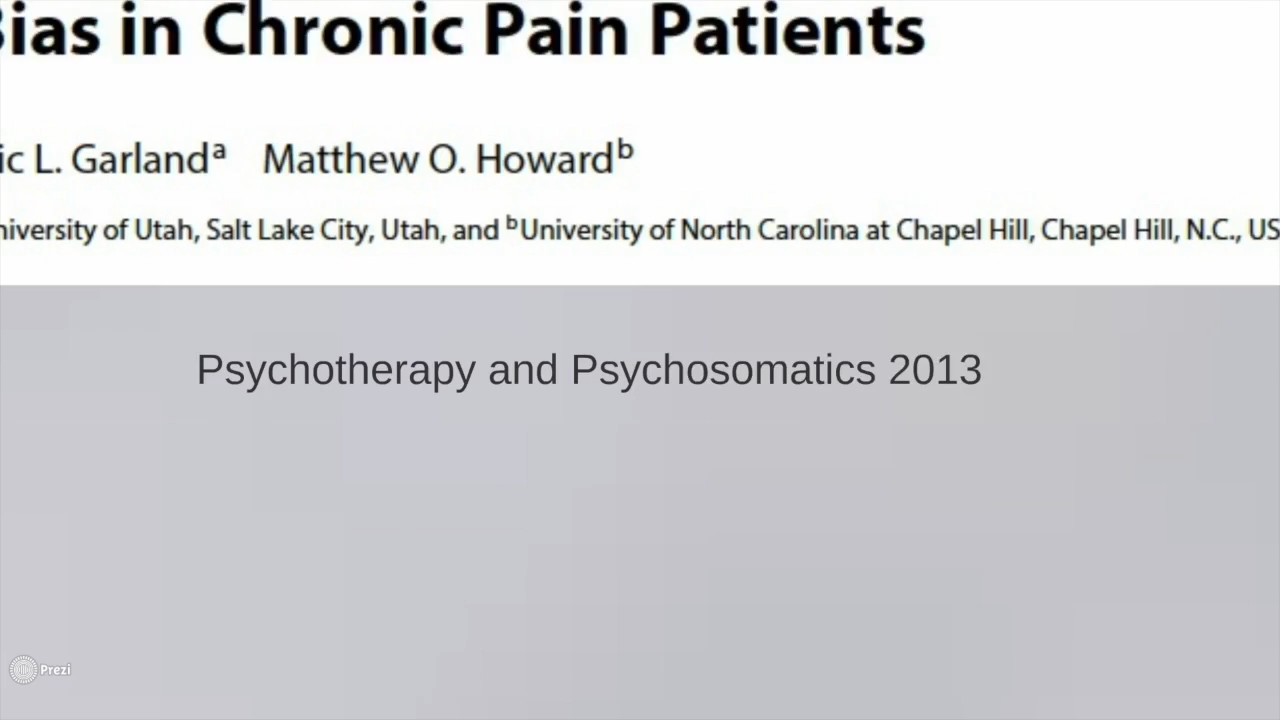 Bias in Chronic Pain Patients
ic L. Garlandᵃ Matthew O. Howardᵇ
niversity of Utah, Salt Lake City, Utah, and ᵇUniversity of North Carolina at Chapel Hill, Chapel Hill, N.C., US
Psychotherapy and Psychosomatics 2013
Prezi